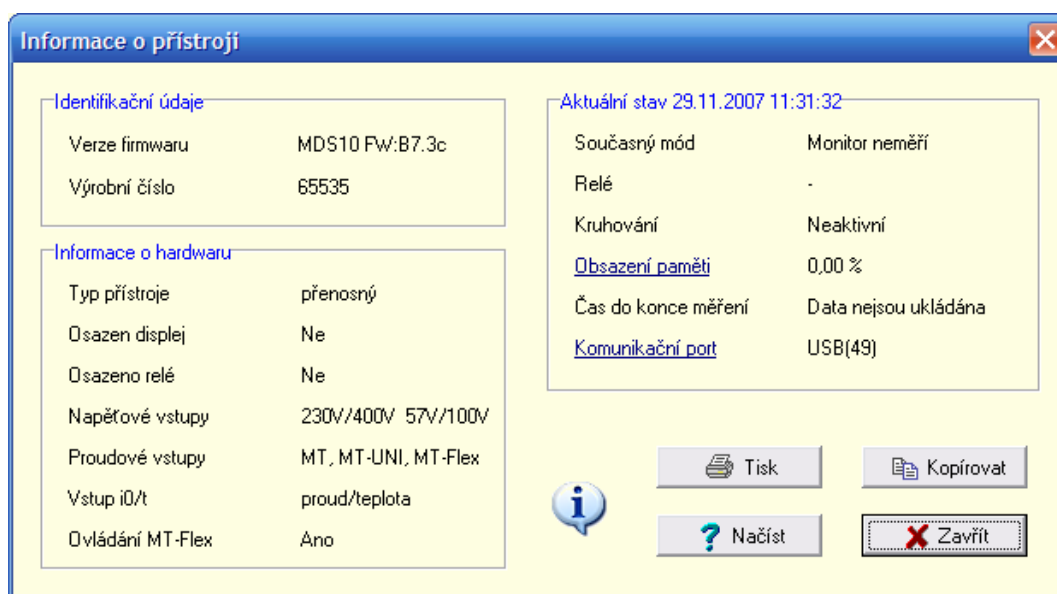 Informace o přístroji
Identifikační údaje
Verze firmwaru MDS10 FW:B7.3c
Výrobní číslo 65535
Informace o hardwaru
Typ přístroje přenosný
Osazen displej Ne
Osazeno relé Ne
Napěťové vstupy 230V/400V 57V/100V
Proudové vstupy MT, MT-UNI, MT-Flex
Vstup i0/t proud/teplota
Ovládání MT-Flex Ano
Aktuální stav 29.11.2007 11:31:32
Současný mód Monitor neměří
Relé -
Kruhování Neaktivní
Obsazení paměti 0,00 %
Čas do konce měření Data nejsou ukládána
Komunikační port USB(49)
Tisk Kopírovat
Načíst Zavřít